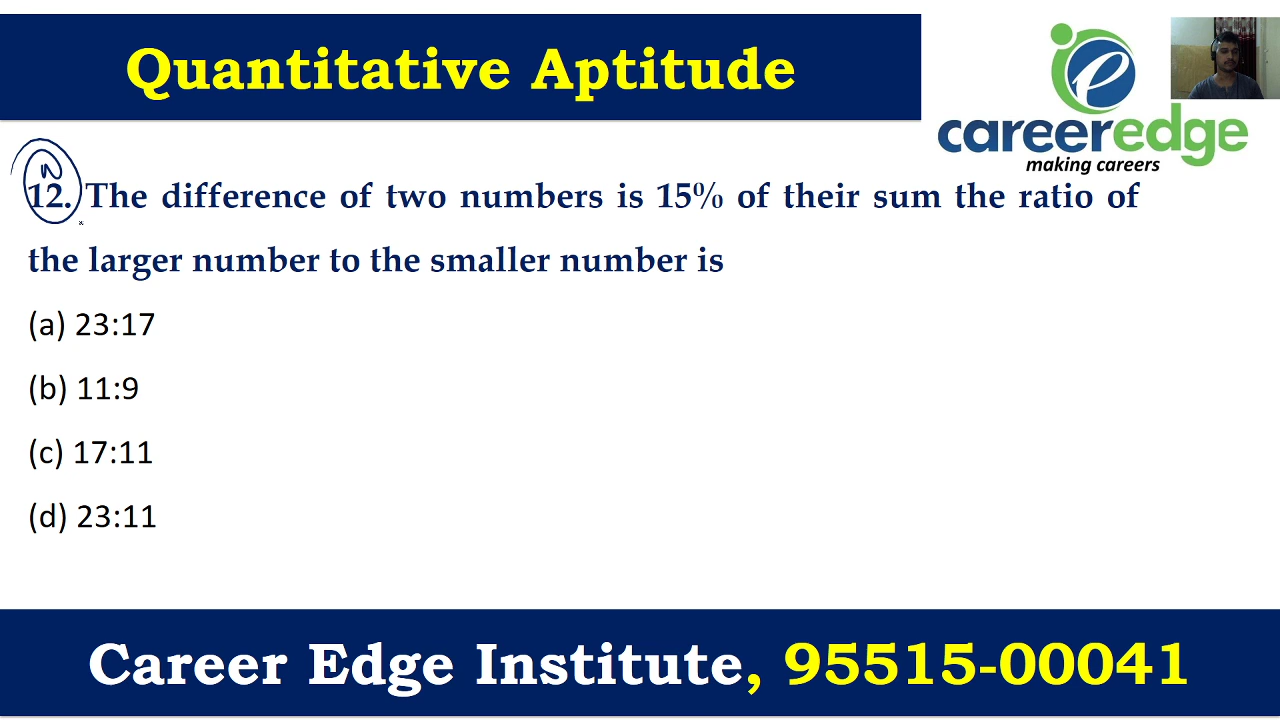 Quantitative Aptitude
careeredge
making careers
12. The difference of two numbers is 15% of their sum the ratio of
the larger number to the smaller number is
(a) 23:17
(b) 11:9
(c) 17:11
(d) 23:11
Career Edge Institute, 95515-00041